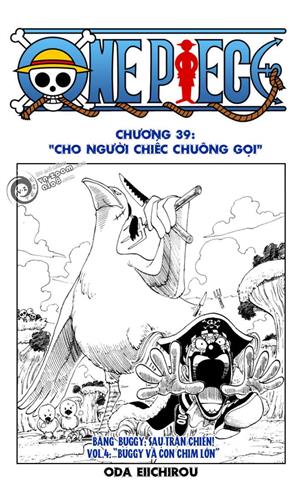 ONE PIECE
CHƯƠNG 39:
"CHO NGƯỜI CHIẾC CHUÔNG GỌI"
BĂNG BUGGY: SAU TRẬN CHIẾN!
VOL.4: "BUGGY VÀ CON CHIM LỚN"
ODA EIICHIROU